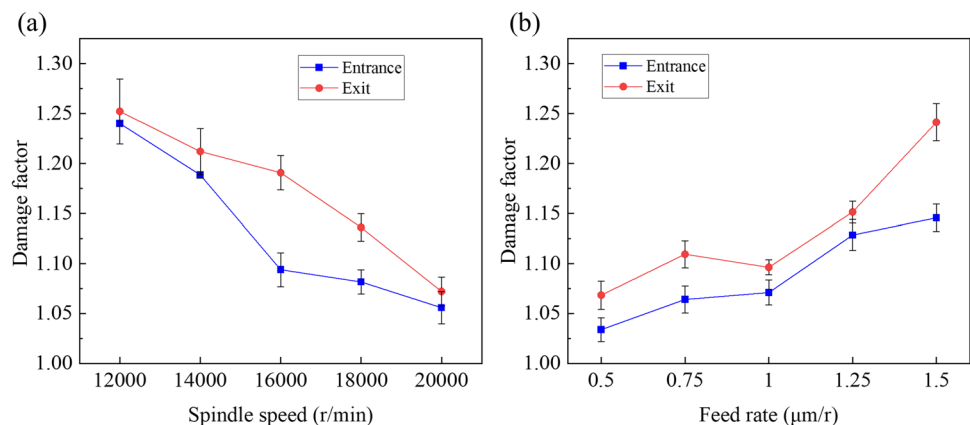 (a)
1.30
1.25
1.20
1.15
1.10
1.05
1.00
Damage factor
Entrance
Exit
12000 14000 16000 18000 20000
Spindle speed (r/min)
(b)
1.30
1.25
1.20
1.15
1.10
1.05
1.00
Damage factor
Entrance
Exit
0.5 0.75 1 1.25 1.5
Feed rate (μm/r)